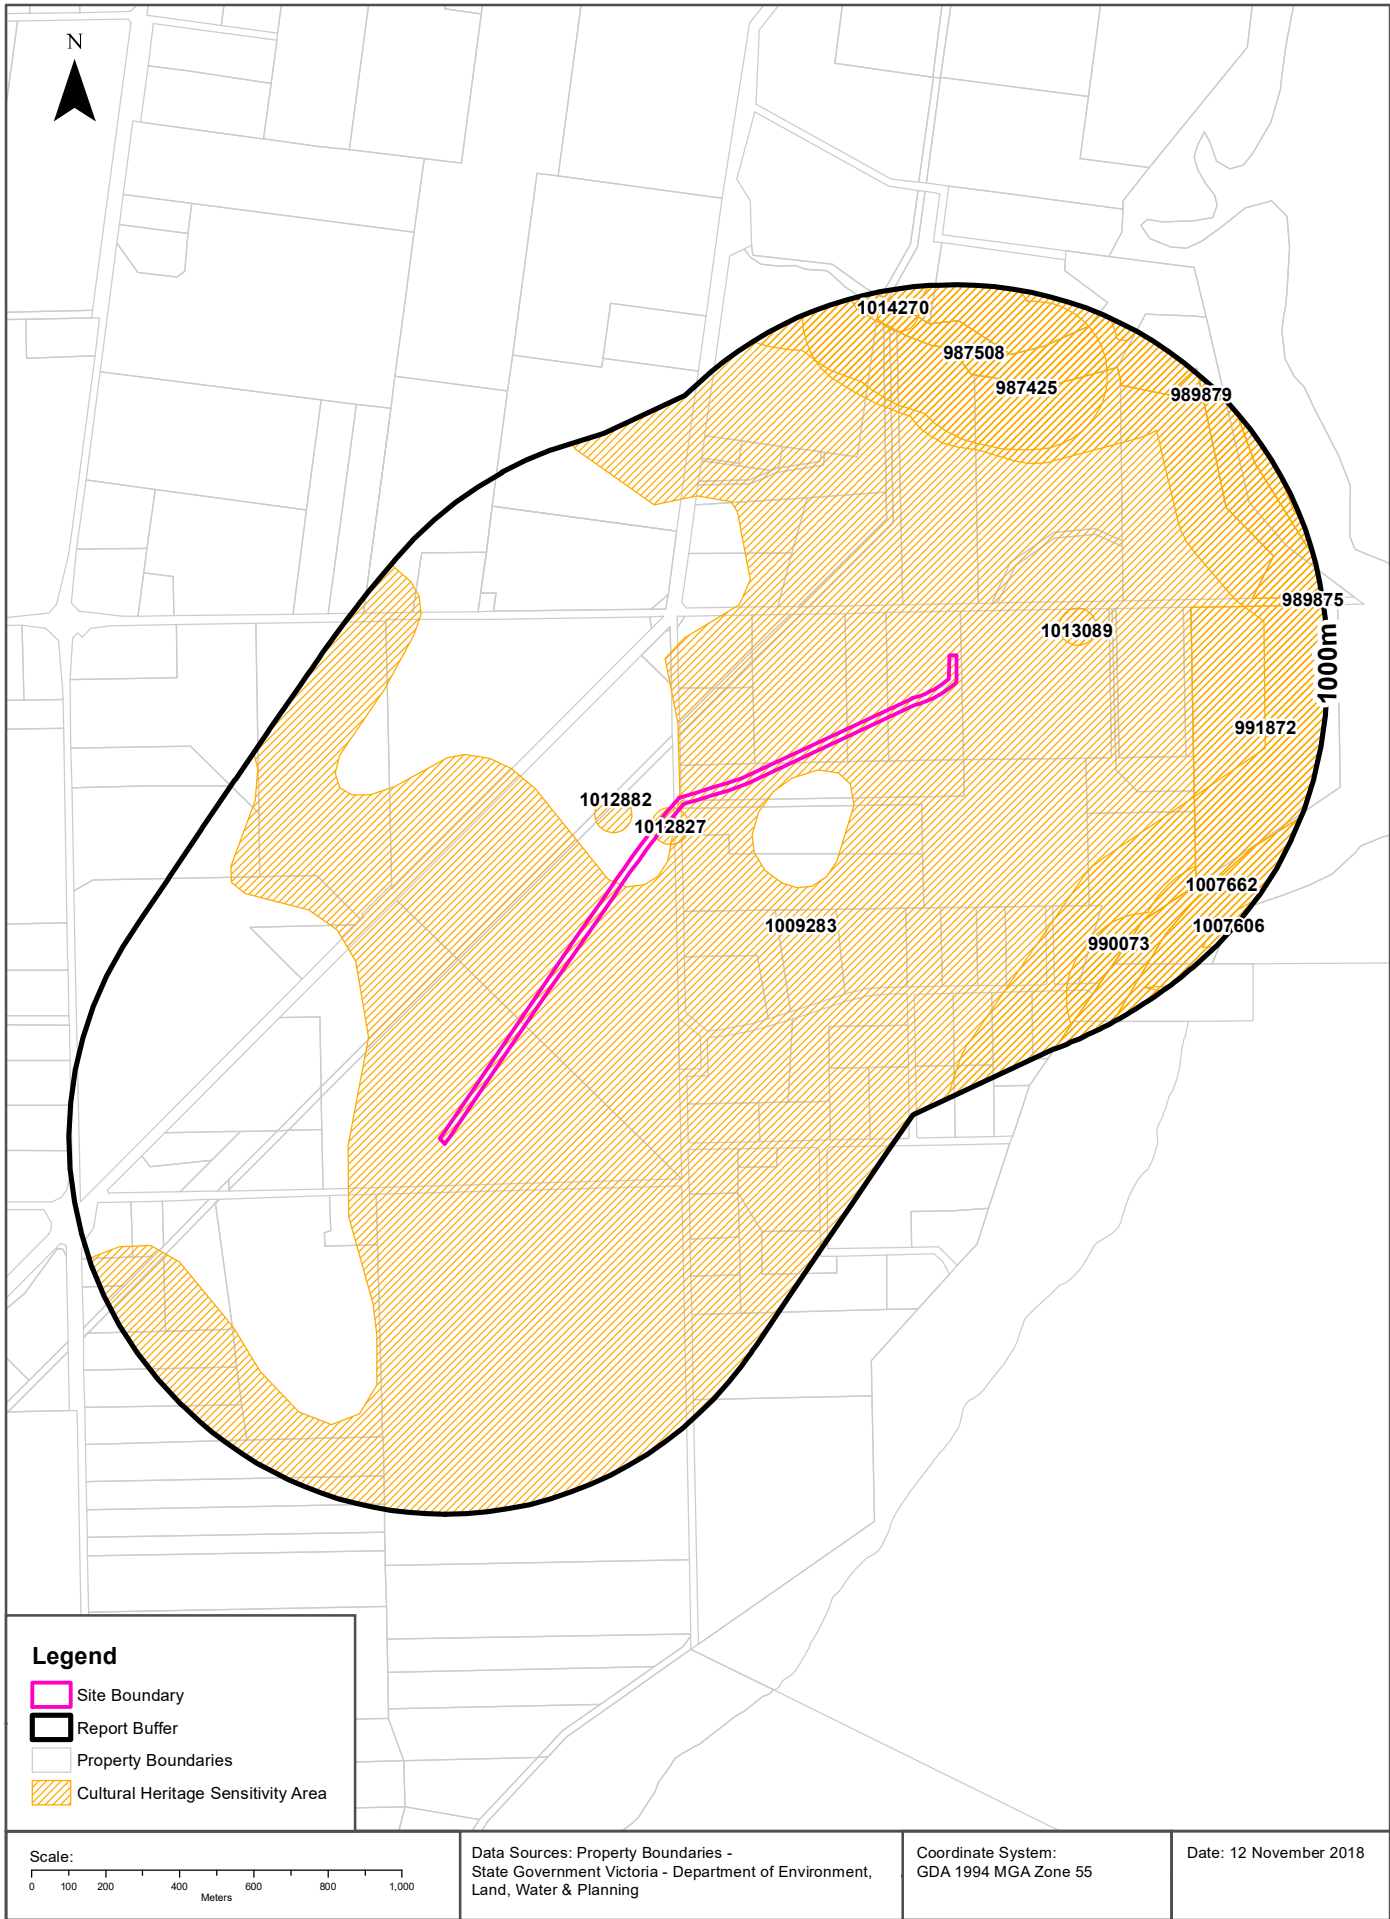 N
1014270
987508
987425
989879
989875
1013089
1000m
991872
1012882
1012827
1007662
1009283
1007606
990073
Legend
Site Boundary
Report Buffer
Property Boundaries
Cultural Heritage Sensitivity Area
Scale:
0 100 200 400 600 800 1,000
Meters
Data Sources: Property Boundaries -
State Government Victoria - Department of Environment,
Land, Water & Planning
Coordinate System:
GDA 1994 MGA Zone 55
Date: 12 November 2018